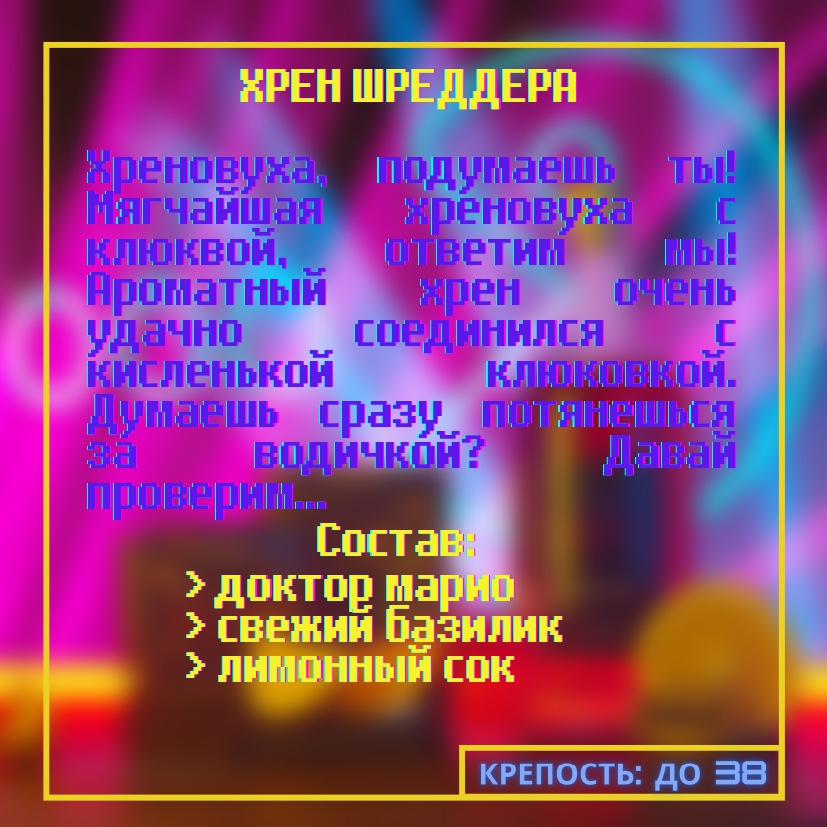 ХРЕН ШРЕДДЕРА
Хреновуха, подумаешь ты!
Мягчайшая хреновуха с
клюквой, ответим мы!
Ароматный хрен очень
удачно соединился с
кисленькой клюковкой.
Думаешь сразу потянешься
за водичкой? Давай
проверим...
Состав:
> доктор марио
> свежий базилик
> лимонный сок
КРЕПОСТЬ: ДО 38